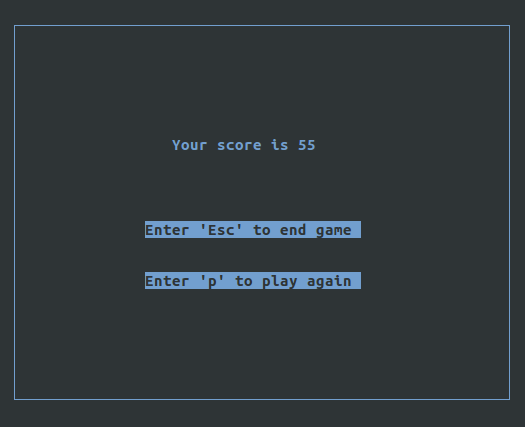 Your score is 55
Enter 'Esc' to end game
Enter 'p' to play again